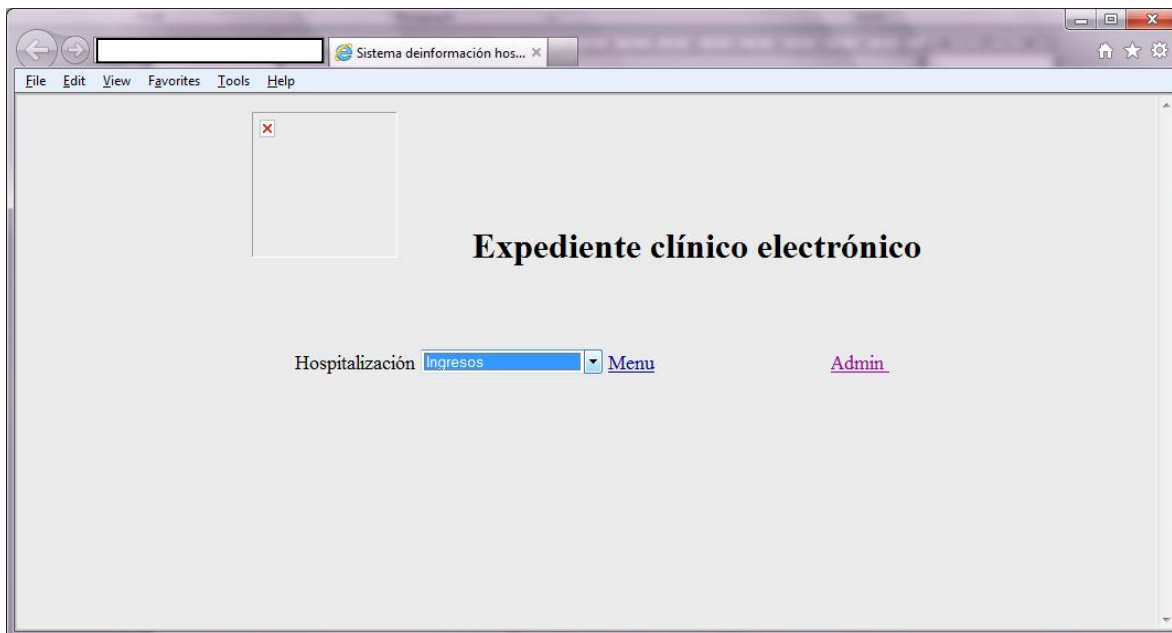 Sistema deinformación hos...
File Edit View Favorites Tools Help
Expediente clínico electrónico
Hospitalización Ingresos Menu Admin